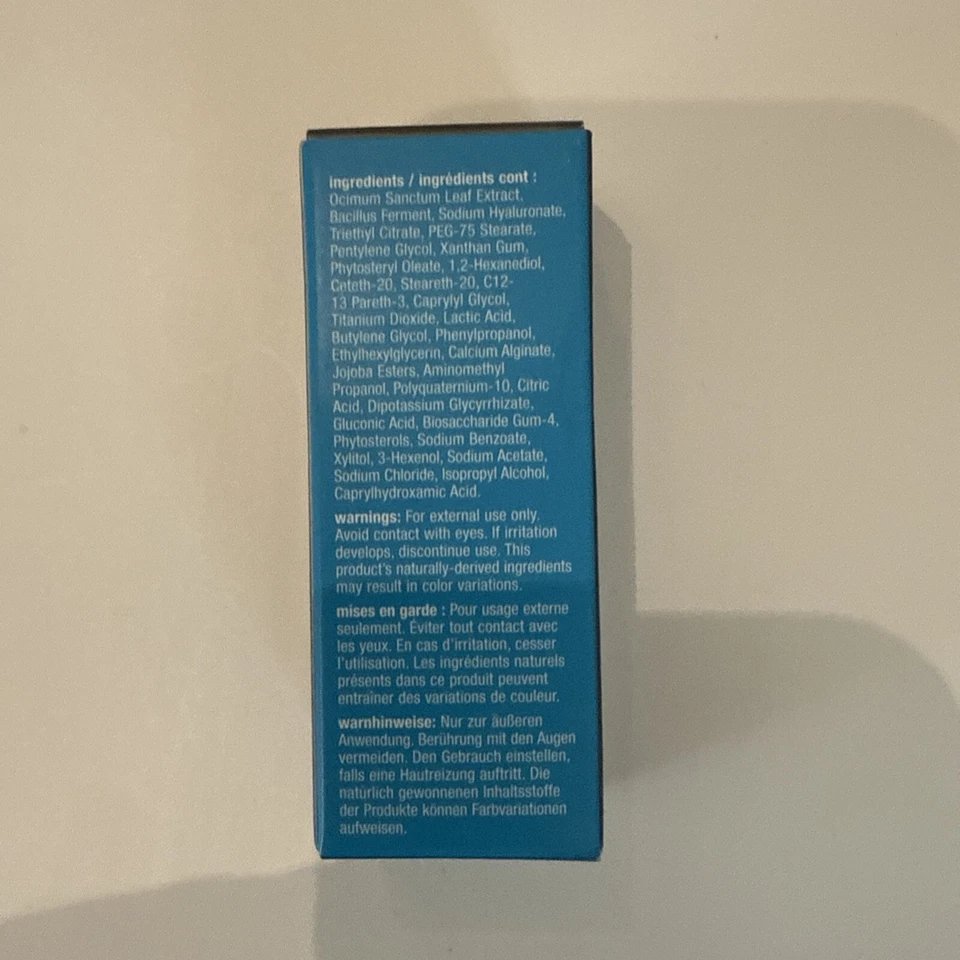 ingredients / ingrédients cont :
Ocimum Sanctum Leaf Extract,
Bacillus Ferment, Sodium Hyaluronate,
Triethyl Citrate, PEG-75 Stearate,
Pentylene Glycol, Xanthan Gum,
Phytosteryl Oleate, 1,2-Hexanediol,
Ceteth-20, Steareth-20, C12-
13 Pareth-3, Caprylyl Glycol,
Titanium Dioxide, Lactic Acid,
Butylene Glycol, Phenylpropanol,
Ethylhexylglycerin, Calcium Alginate,
Jojoba Esters, Aminomethyl
Propanol, Polyquaternium-10, Citric
Acid, Dipotassium Glycyrrhizate,
Gluconic Acid, Biosaccharide Gum-4,
Phytosterols, Sodium Benzoate,
Xylitol, 3-Hexenol, Sodium Acetate,
Sodium Chloride, Isopropyl Alcohol,
Caprylhydroxamic Acid.
warnings: For external use only.
Avoid contact with eyes. If irritation
develops, discontinue use. This
product's naturally-derived ingredients
may result in color variations.
mises en garde : Pour usage externe
seulement. Éviter tout contact avec
les yeux. En cas d'irritation, cesser
l'utilisation. Les ingrédients naturels
présents dans ce produit peuvent
entraîner des variations de couleur.
warnhinweise: Nur zur äußeren
Anwendung. Berührung mit den Augen
vermeiden. Den Gebrauch einstellen,
falls eine Hautreizung auftritt. Die
natürlich gewonnenen Inhaltsstoffe
der Produkte können Farbvariationen
aufweisen.